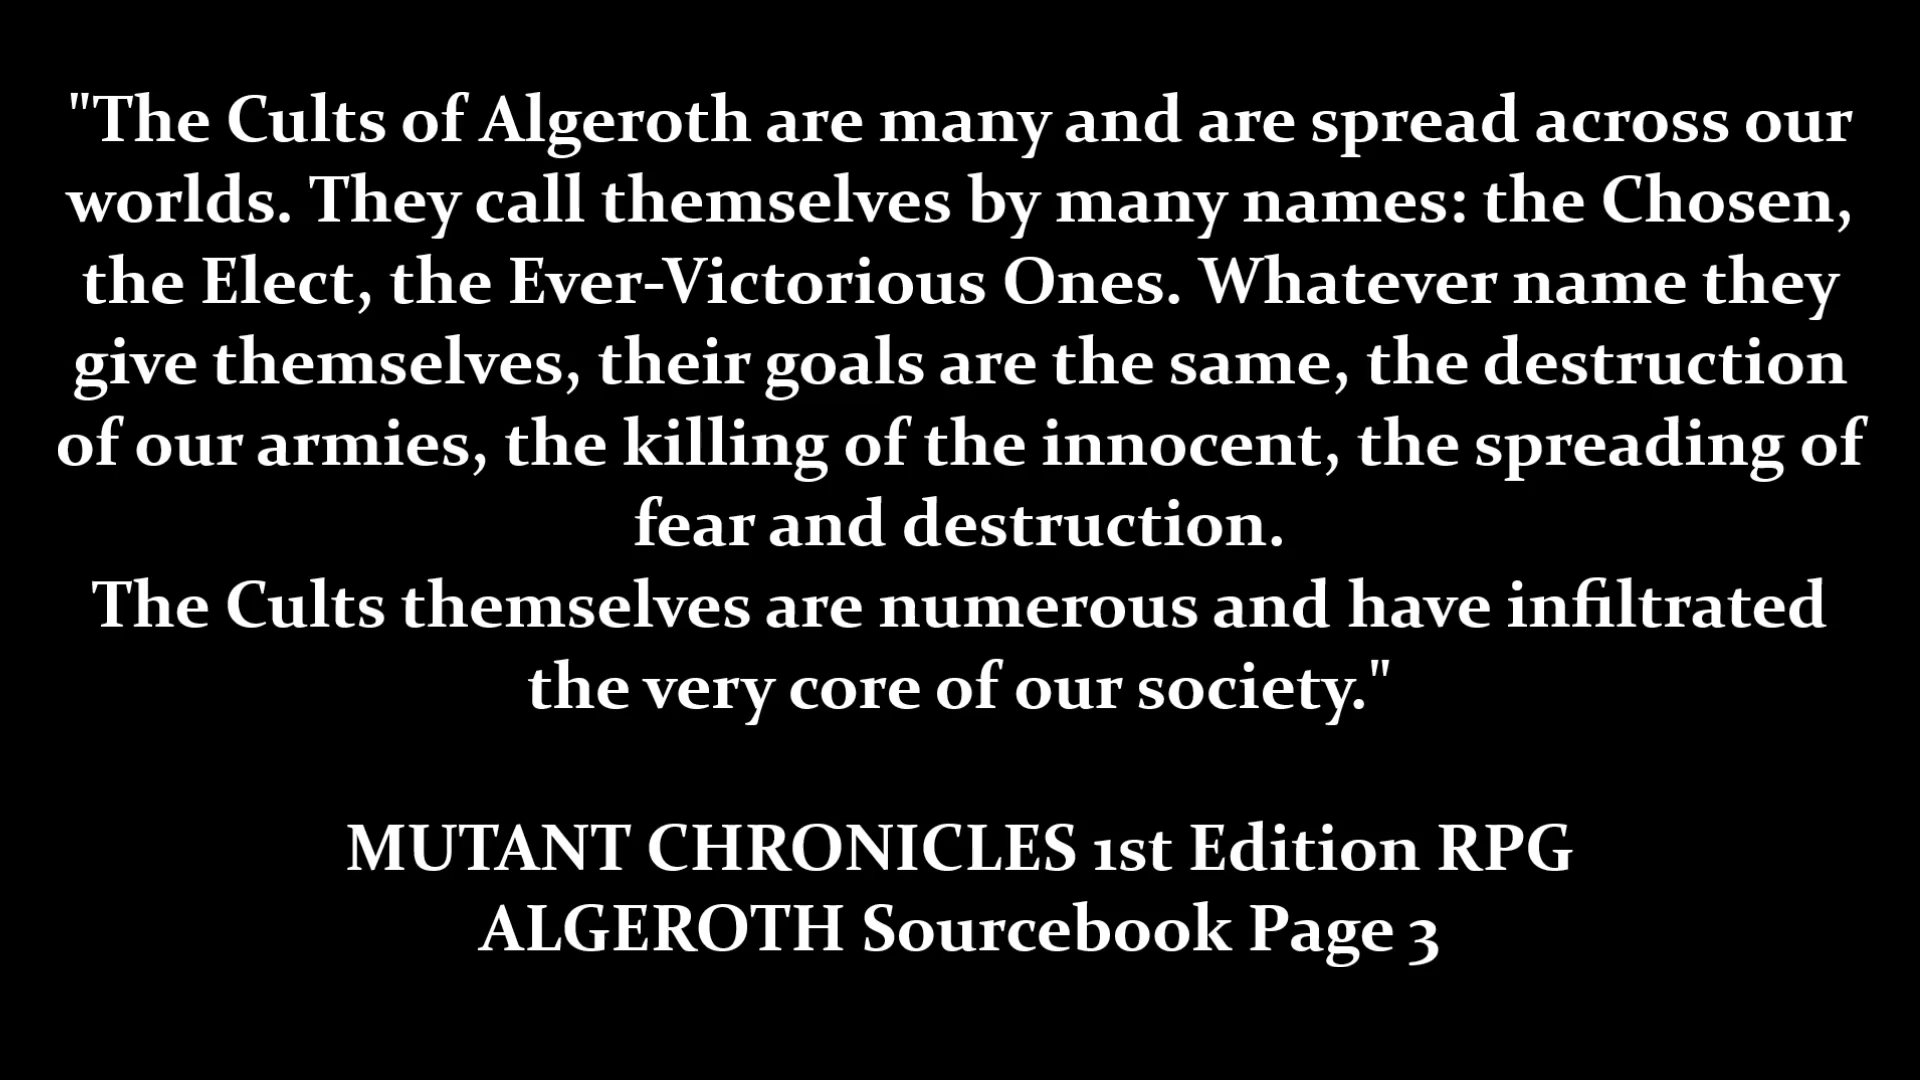 "The Cults of Algeroth are many and are spread across our
worlds. They call themselves by many names: the Chosen,
the Elect, the Ever-Victorious Ones. Whatever name they
give themselves, their goals are the same, the destruction
of our armies, the killing of the innocent, the spreading of
fear and destruction.
The Cults themselves are numerous and have infiltrated
the very core of our society."
MUTANT CHRONICLES 1st Edition RPG
ALGEROTH Sourcebook Page 3